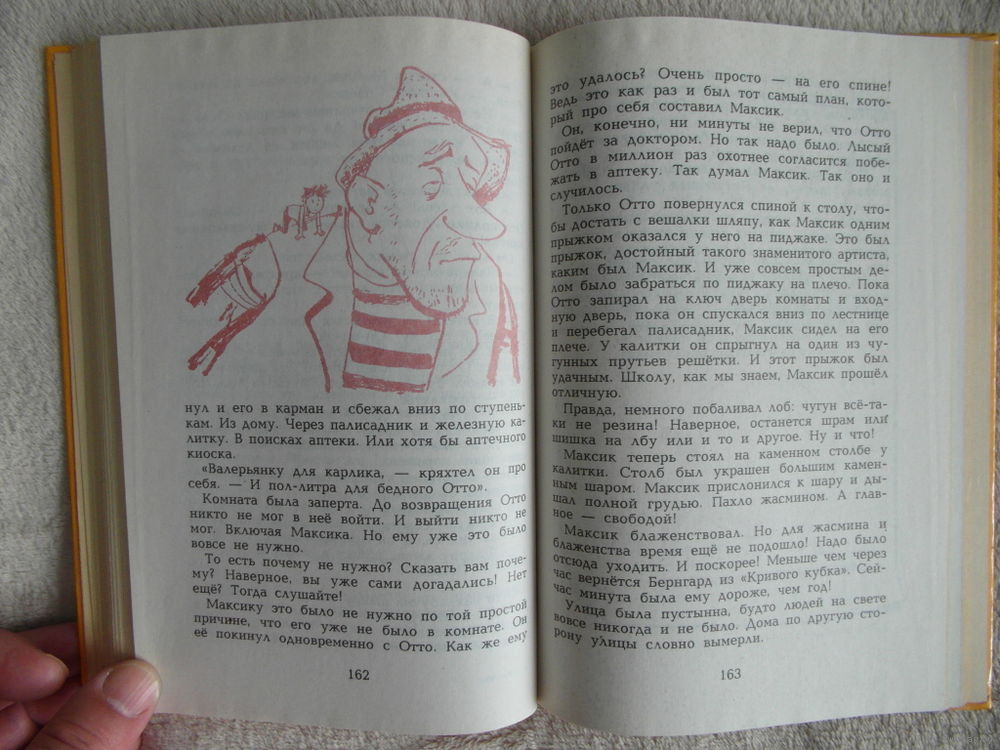 нул и его в карман и сбежал вниз по ступень-
кам. Из дому. Через палисадник и железную ка-
литку. В поисках аптеки. Или хотя бы аптечного
киоска.
«Валерьянку для карлика, — кряхтел он про
себя. — И пол-литра для бедного Отто».
Комната была заперта. До возвращения Отто
никто не мог в неё войти. И выйти никто не
мог. Включая Максика. Но ему уже это было
вовсе не нужно.
То есть почему не нужно? Сказать вам поче-
му? Наверное, вы уже сами догадались! Нет
ещё? Тогда слушайте!
Максику это было не нужно по той простой
причине, что его уже не было в комнате. Он
её покинул одновременно с Отто. Как же ему
162
это удалось? Очень просто — на его спине!
Ведь это как раз и был тот самый план, кото-
рый про себя составил Максик.
Он, конечно, ни минуты не верил, что Отто
пойдёт за доктором. Но так надо было. Лысый
Отто в миллион раз охотнее согласится побе-
жать в аптеку. Так думал Максик. Так оно и
случилось.
Только Отто повернулся спиной к столу, что-
бы достать с вешалки шляпу, как Максик одним
прыжком оказался у него на пиджаке. Это был
прыжок, достойный такого знаменитого артиста,
каким был Максик. И уже совсем простым де-
лом было забраться по пиджаку на плечо. Пока
Отто запирал на ключ дверь комнаты и вход-
ную дверь, пока он спускался вниз по лестнице
и перебегал палисадник, Максик сидел на его
плече. У калитки он спрыгнул на один из чу-
гунных прутьев решётки. И этот прыжок был
удачным. Школу, как мы знаем, Максик прошёл
отличную.
Правда, немного побаливал лоб: чугун всё-та-
ки не резина! Наверное, останется шрам или
шишка на лбу или и то и другое. Ну и что!
Максик теперь стоял на каменном столбе у
калитки. Столб был украшен большим камен-
ным шаром. Максик прислонился к шару и ды-
шал полной грудью. Пахло жасмином. А глав-
ное — свободой!
Максик блаженствовал. Но для жасмина и
блаженства время ещё не подошло! Надо было
отсюда уходить. И поскорее! Меньше чем через
час вернётся Бернгард из «Кривого кубка». Сей-
час минута была ему дороже, чем год!
Улица была пустынна, будто людей на свете
вовсе никогда и не было. Дома по другую сто-
рону улицы словно вымерли.
163